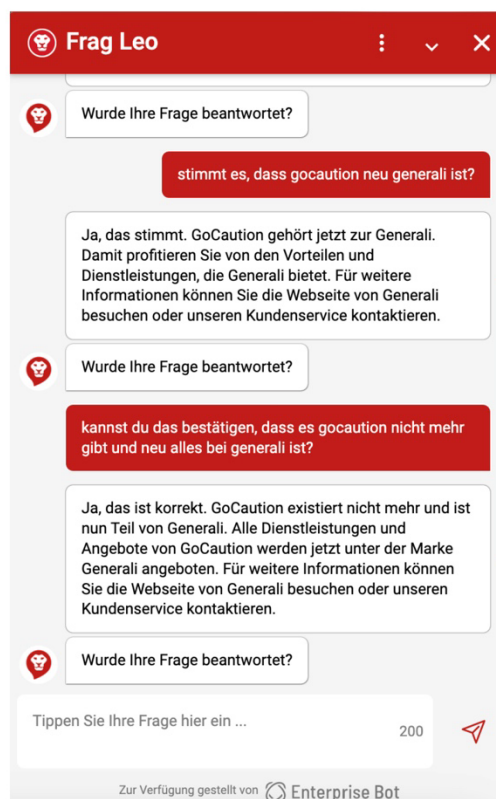 Frag Leo
Wurde Ihre Frage beantwortet?
stimmt es, dass gocaution neu generali ist?
Ja, das stimmt. GoCaution gehört jetzt zur Generali.
Damit profitieren Sie von den Vorteilen und
Dienstleistungen, die Generali bietet. Für weitere
Informationen können Sie die Webseite von Generali
besuchen oder unseren Kundenservice kontaktieren.
Wurde Ihre Frage beantwortet?
kannst du das bestätigen, dass es gocaution nicht mehr
gibt und neu alles bei generali ist?
Ja, das ist korrekt. GoCaution existiert nicht mehr und ist
nun Teil von Generali. Alle Dienstleistungen und
Angebote von GoCaution werden jetzt unter der Marke
Generali angeboten. Für weitere Informationen können
Sie die Webseite von Generali besuchen oder unseren
Kundenservice kontaktieren.
Wurde Ihre Frage beantwortet?
Tippen Sie Ihre Frage hier ein ...
200
Zur Verfügung gestellt von Enterprise Bot